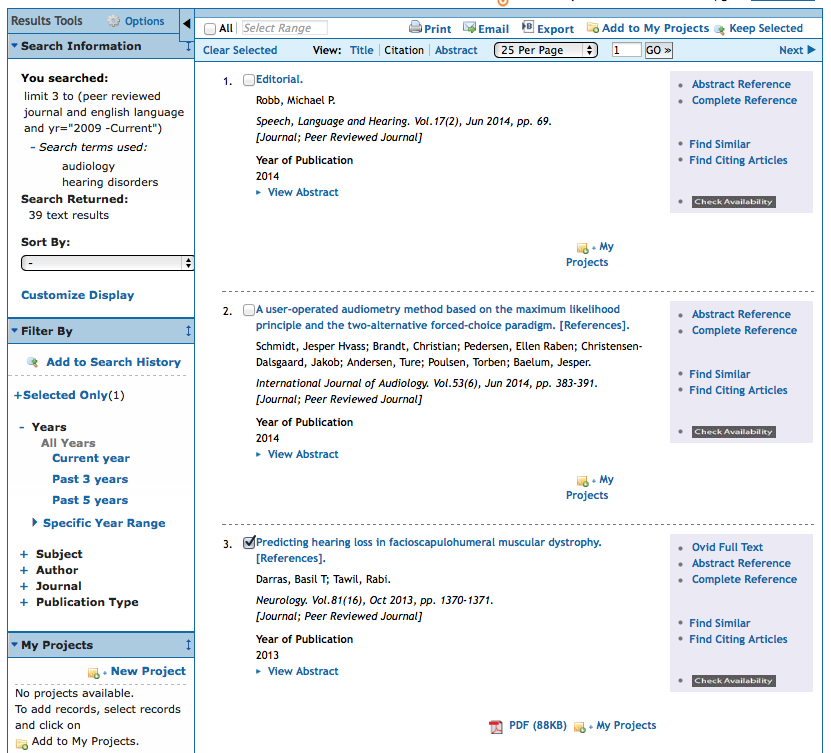 Results Tools
Options
Search Information
You searched:
limit 3 to (peer reviewed
journal and english language
and yr="2009 -Current")
- Search terms used:
audiology
hearing disorders
Search Returned:
39 text results
Sort By:
-
Customize Display
Filter By
Add to Search History
+Selected Only(1)
- Years
All Years
Current year
Past 3 years
Past 5 years
Specific Year Range
+ Subject
+ Author
+ Journal
+ Publication Type
My Projects
+ New Project
No projects available.
To add records, select records
and click on
Add to My Projects.
All Select Range Print Email Export Add to My Projects Keep Selected
Clear Selected View: Title | Citation | Abstract 25 Per Page 1 GO » Next
1. Editorial.
Robb, Michael P.
Speech, Language and Hearing. Vol.17(2), Jun 2014, pp. 69.
[Journal; Peer Reviewed Journal]
Year of Publication
2014
View Abstract
Abstract Reference
Complete Reference
Find Similar
Find Citing Articles
Check Availability
+ My
Projects
2. A user-operated audiometry method based on the maximum likelihood
principle and the two-alternative forced-choice paradigm. [References].
Schmidt, Jesper Hvass; Brandt, Christian; Pedersen, Ellen Raben; Christensen-
Dalsgaard, Jakob; Andersen, Ture; Poulsen, Torben; Baelum, Jesper.
International Journal of Audiology. Vol.53(6), Jun 2014, pp. 383-391.
[Journal; Peer Reviewed Journal]
Year of Publication
2014
View Abstract
Abstract Reference
Complete Reference
Find Similar
Find Citing Articles
Check Availability
+ My
Projects
3. Predicting hearing loss in facioscapulohumeral muscular dystrophy.
[References].
Darras, Basil T; Tawil, Rabi.
Neurology. Vol.81(16), Oct 2013, pp. 1370-1371.
[Journal; Peer Reviewed Journal]
Year of Publication
2013
View Abstract
Ovid Full Text
Abstract Reference
Complete Reference
Find Similar
Find Citing Articles
Check Availability
PDF (88KB) + My Projects